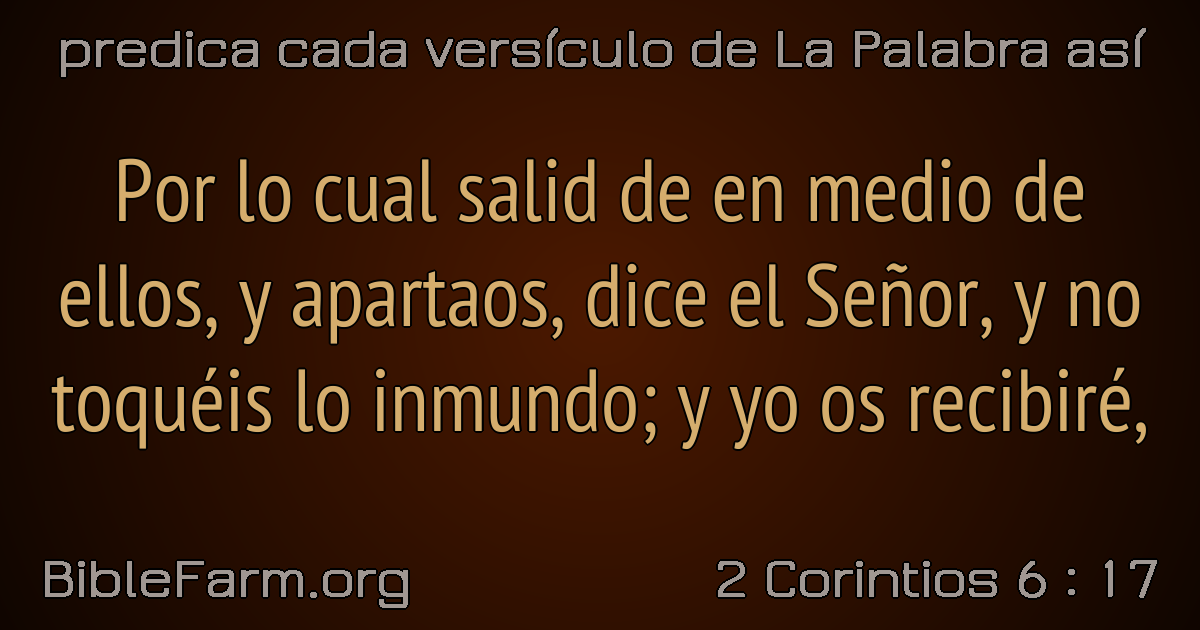 predica cada versículo de La Palabra así
Por lo cual salid de en medio de
ellos, y apartaos, dice el Señor, y no
toquéis lo inmundo; y yo os recibiré,
BibleFarm.org
2 Corintios 6 : 17